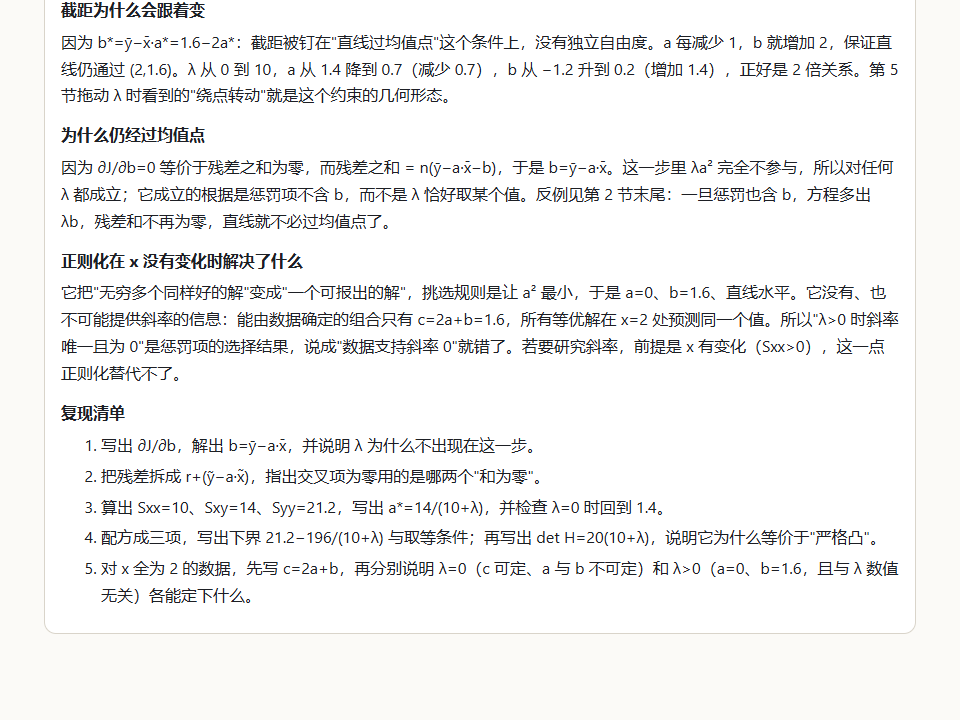 截距为什么会跟着变
因为 b*=ȳ−x̄·a*=1.6−2a*：截距被钉在"直线过均值点"这个条件上，没有独立自由度。a 每减少 1，b 就增加 2，保证直
线仍通过 (2,1.6)。λ 从 0 到 10，a 从 1.4 降到 0.7（减少 0.7），b 从 −1.2 升到 0.2（增加 1.4），正好是 2 倍关系。第 5
节拖动 λ 时看到的"绕点转动"就是这个约束的几何形态。
为什么仍经过均值点
因为 ∂J/∂b=0 等价于残差之和为零，而残差之和 = n(ȳ−a·x̄−b)，于是 b=ȳ−a·x̄。这一步里 λa² 完全不参与，所以对任何
λ 都成立；它成立的根据是惩罚项不含 b，而不是 λ 恰好取某个值。反例见第 2 节末尾：一旦惩罚也含 b，方程多出
λb，残差和不再为零，直线就不必过均值点了。
正则化在 x 没有变化时解决了什么
它把"无穷多个同样好的解"变成"一个可报出的解"，挑选规则是让 a² 最小，于是 a=0、b=1.6、直线水平。它没有、也
不可能提供斜率的信息：能由数据确定的组合只有 c=2a+b=1.6，所有等优解在 x=2 处预测同一个值。所以"λ>0 时斜率
唯一且为 0"是惩罚项的选择结果，说成"数据支持斜率 0"就错了。若要研究斜率，前提是 x 有变化（Sxx>0），这一点
正则化替代不了。
复现清单
1. 写出 ∂J/∂b，解出 b=ȳ−a·x̄，并说明 λ 为什么不出现在这一步。
2. 把残差拆成 r+(ỹ−a·x̃)，指出交叉项为零用的是哪两个"和为零"。
3. 算出 Sxx=10、Sxy=14、Syy=21.2，写出 a*=14/(10+λ)，并检查 λ=0 时回到 1.4。
4. 配方成三项，写出下界 21.2−196/(10+λ) 与取等条件；再写出 det H=20(10+λ)，说明它为什么等价于"严格凸"。
5. 对 x 全为 2 的数据，先写 c=2a+b，再分别说明 λ=0（c 可定、a 与 b 不可定）和 λ>0（a=0、b=1.6，且与 λ 数值
无关）各能定下什么。